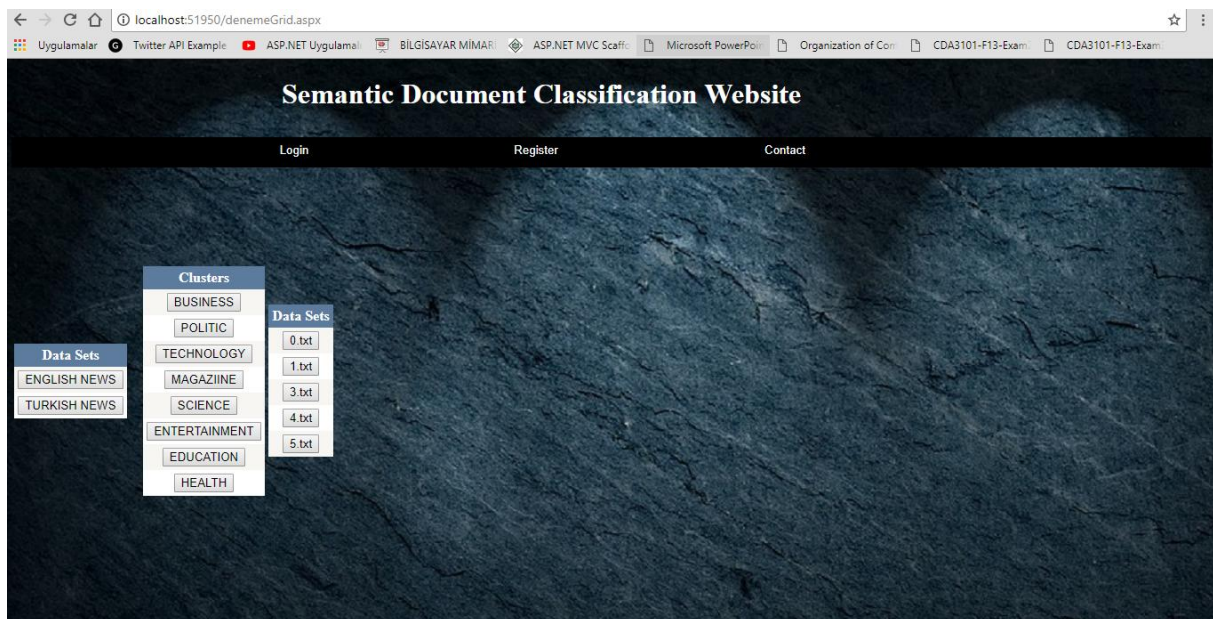 localhost:51950/denemeGrid.aspx
Uygulamalar G Twitter API Example ASP.NET Uygulamal BİLGİSAYAR MİMAR ASP.NET MVC Scaffo Microsoft PowerPoin Organization of Com CDA3101-F13-Exam CDA3101-F13-Exam
Semantic Document Classification Website
Login Register Contact
Data Sets
ENGLISH NEWS
TURKISH NEWS
Clusters
BUSINESS
POLITIC
TECHNOLOGY
MAGAZIINE
SCIENCE
ENTERTAINMENT
EDUCATION
HEALTH
Data Sets
0.txt
1.txt
3.txt
4.txt
5.txt